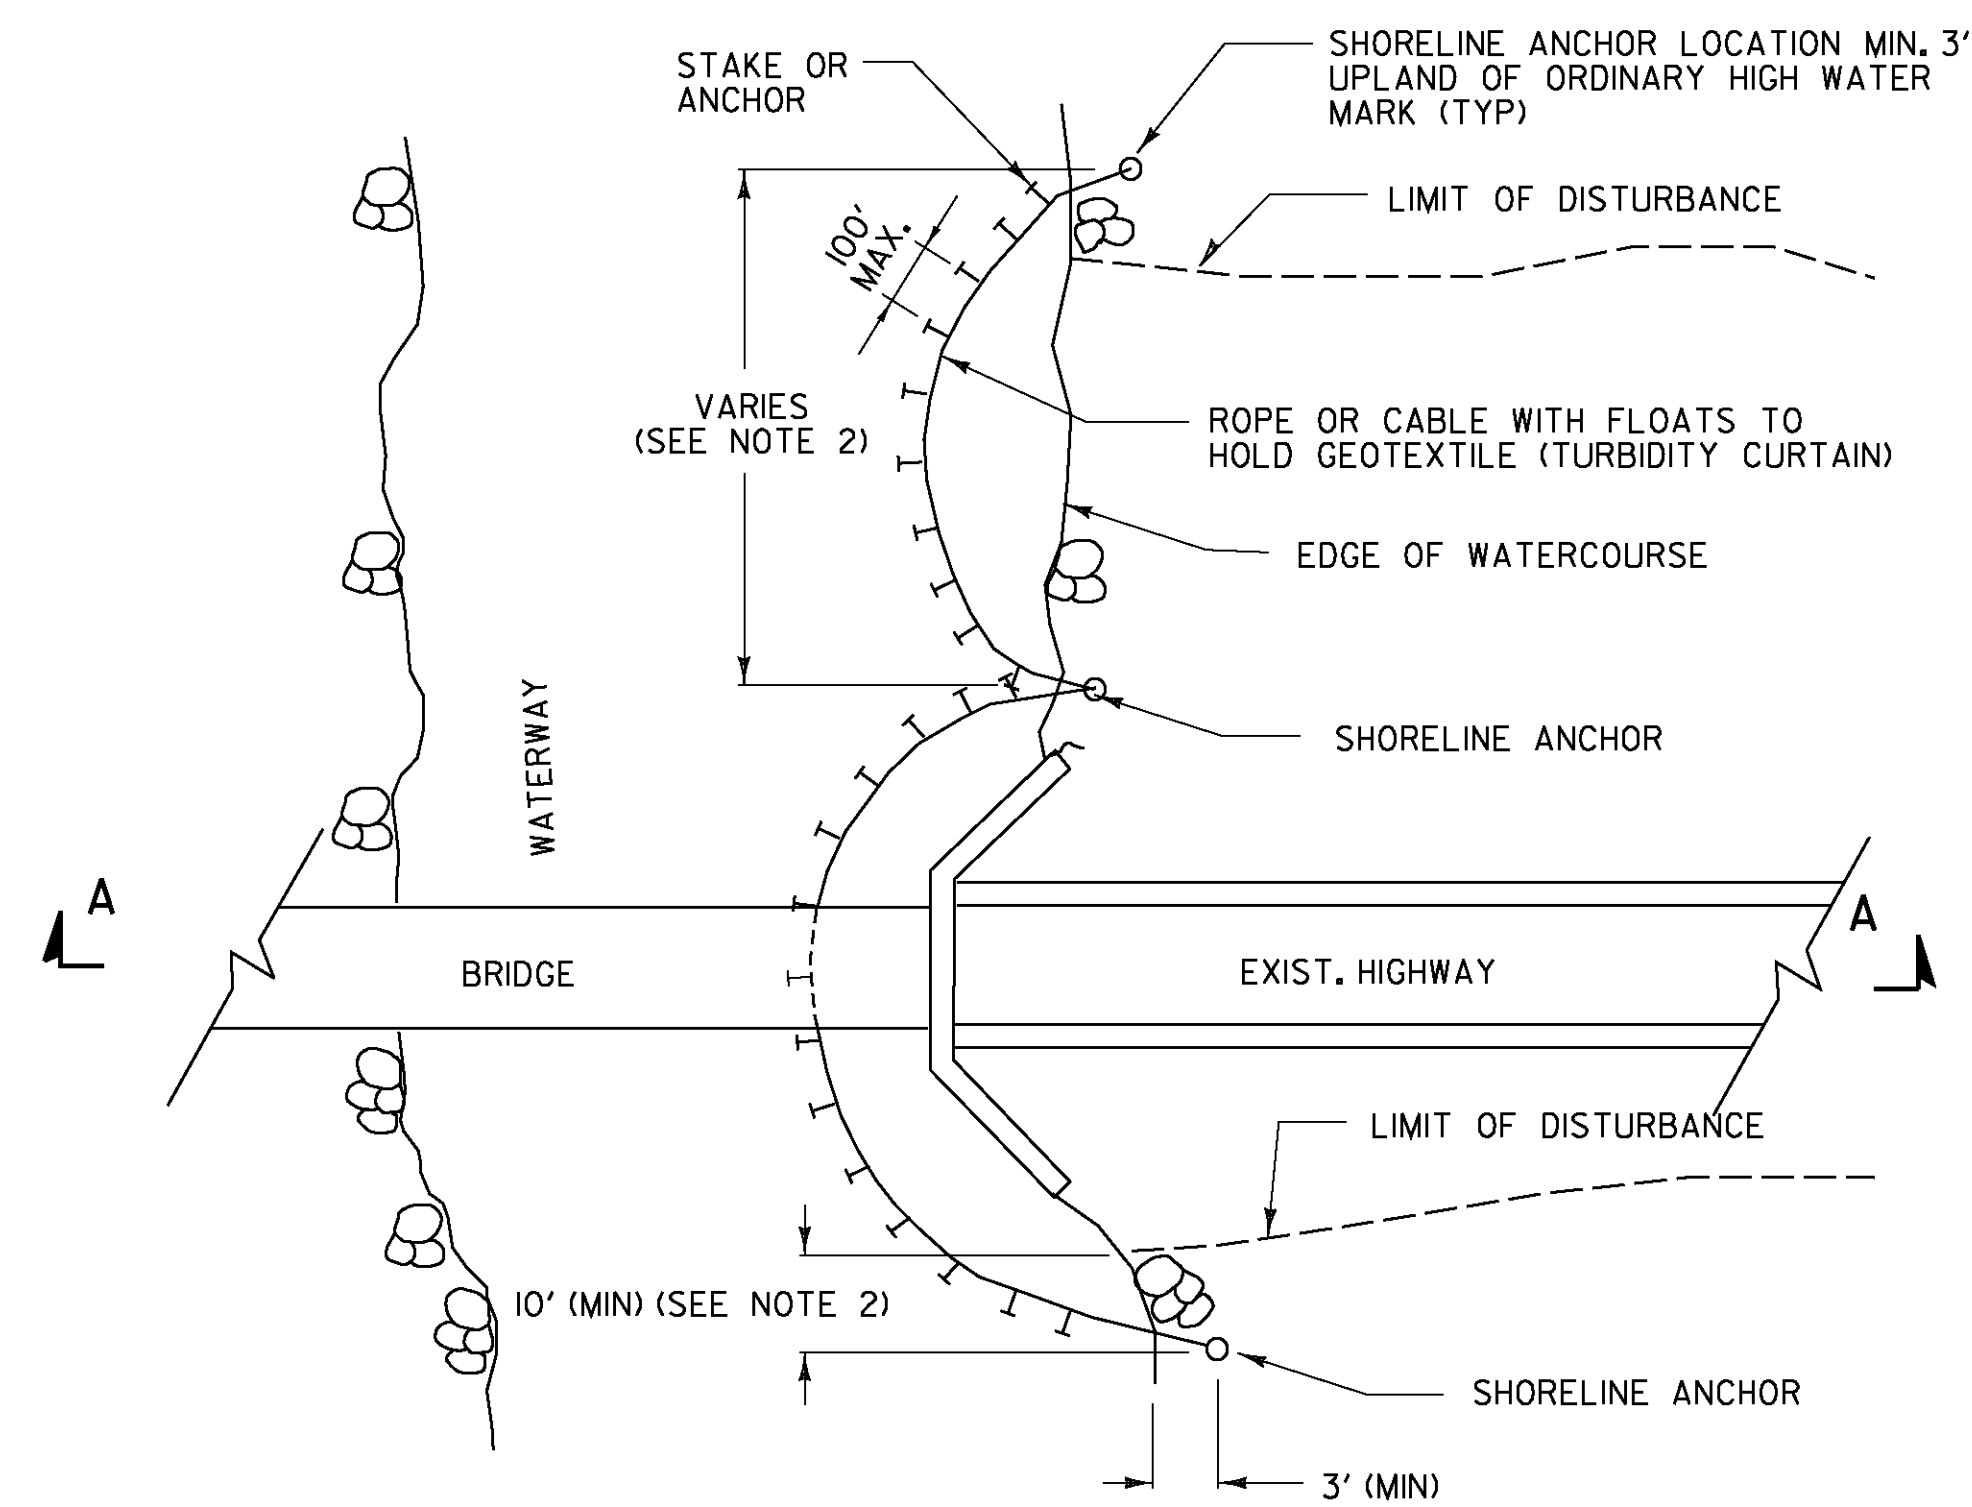 SHORELINE ANCHOR LOCATION MIN. 3'
UPLAND OF ORDINARY HIGH WATER
MARK (TYP)
STAKE OR
ANCHOR
LIMIT OF DISTURBANCE
100'
MAX.
VARIES
(SEE NOTE 2)
ROPE OR CABLE WITH FLOATS TO
HOLD GEOTEXTILE (TURBIDITY CURTAIN)
EDGE OF WATERCOURSE
WATERWAY
SHORELINE ANCHOR
A
A
BRIDGE
EXIST. HIGHWAY
LIMIT OF DISTURBANCE
10' (MIN) (SEE NOTE 2)
SHORELINE ANCHOR
3' (MIN)